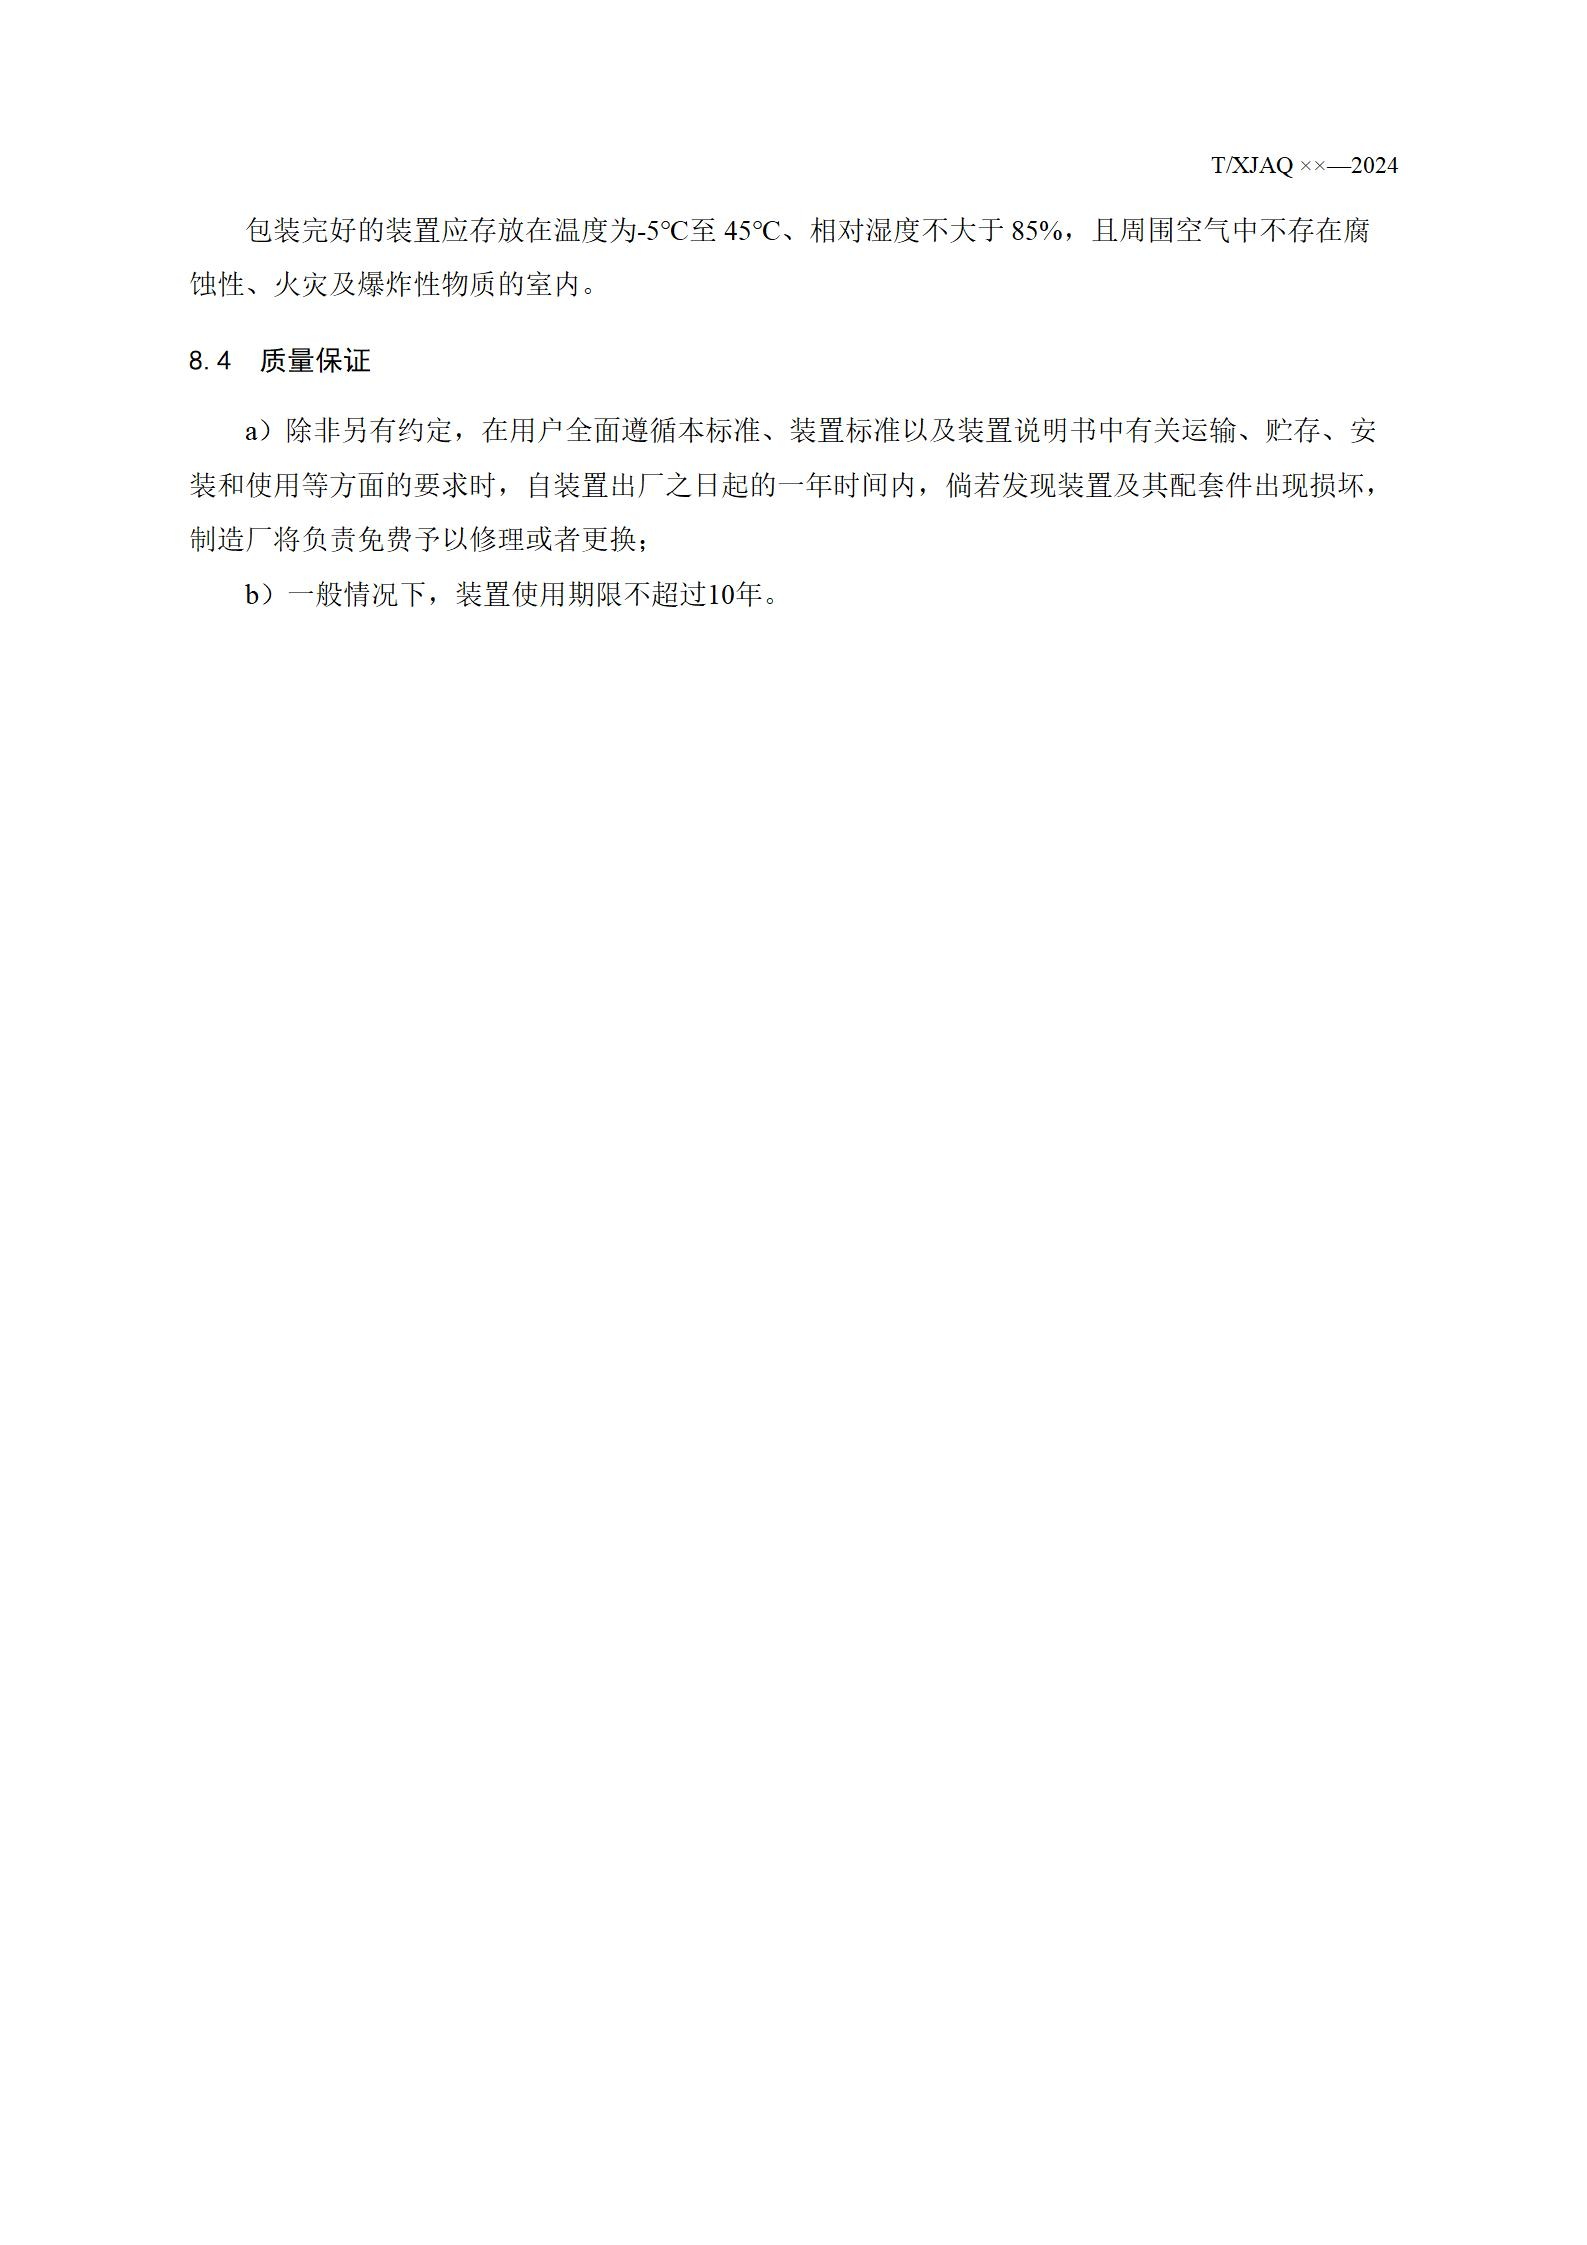 T/XJAQ ××—2024
包装完好的装置应存放在温度为-5℃至 45℃、相对湿度不大于 85%，且周围空气中不存在腐
蚀性、火灾及爆炸性物质的室内。
8.4 质量保证
a）除非另有约定，在用户全面遵循本标准、装置标准以及装置说明书中有关运输、贮存、安
装和使用等方面的要求时，自装置出厂之日起的一年时间内，倘若发现装置及其配套件出现损坏，
制造厂将负责免费予以修理或者更换；
b）一般情况下，装置使用期限不超过10年。